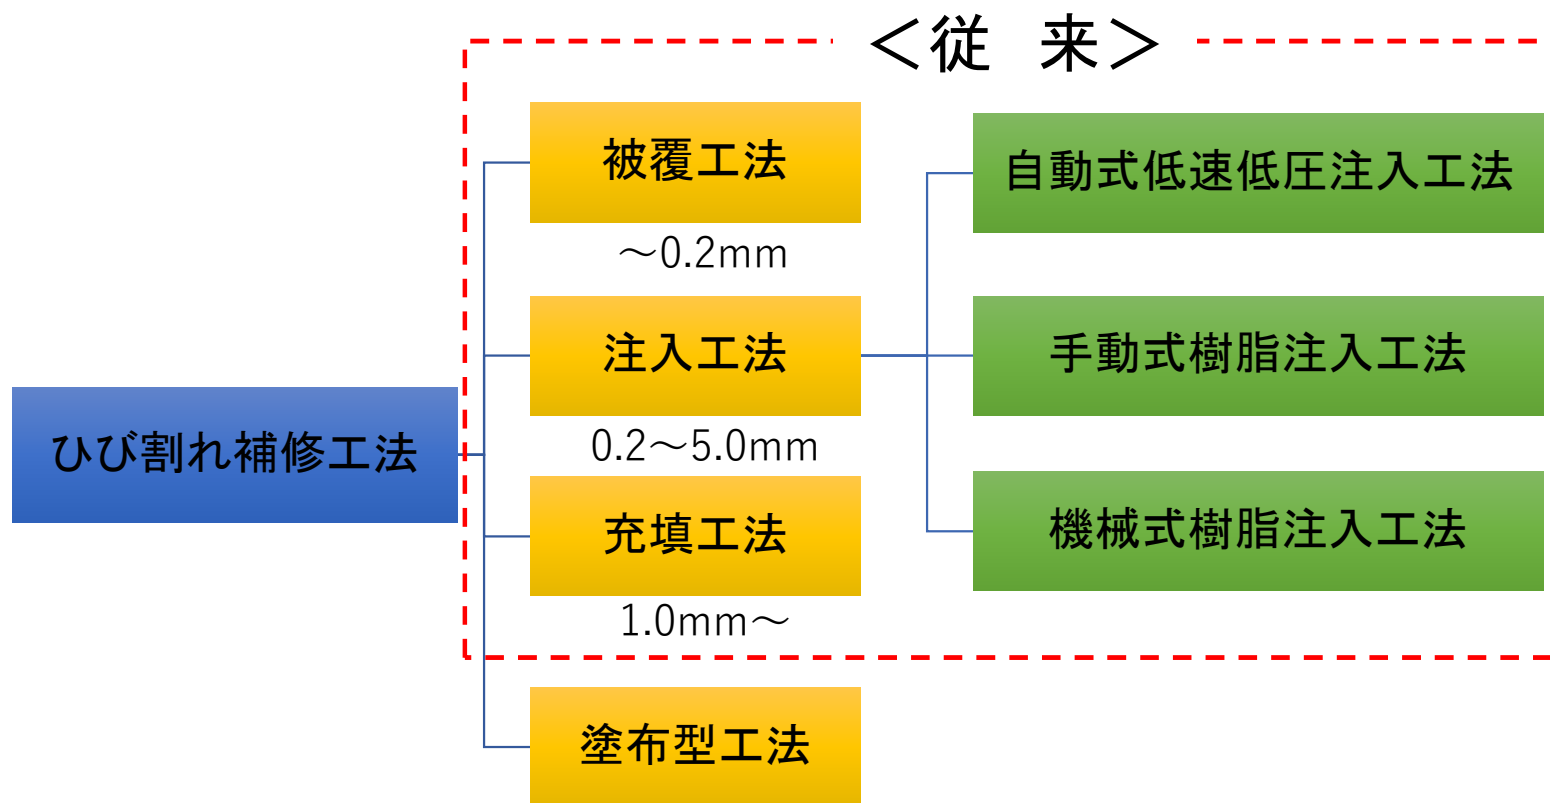 ＜従　来＞
被覆工法
～0.2mm
注入工法
0.2～5.0mm
充填工法
1.0mm～
塗布型工法
ひび割れ補修工法
自動式低速低圧注入工法
手動式樹脂注入工法
機械式樹脂注入工法